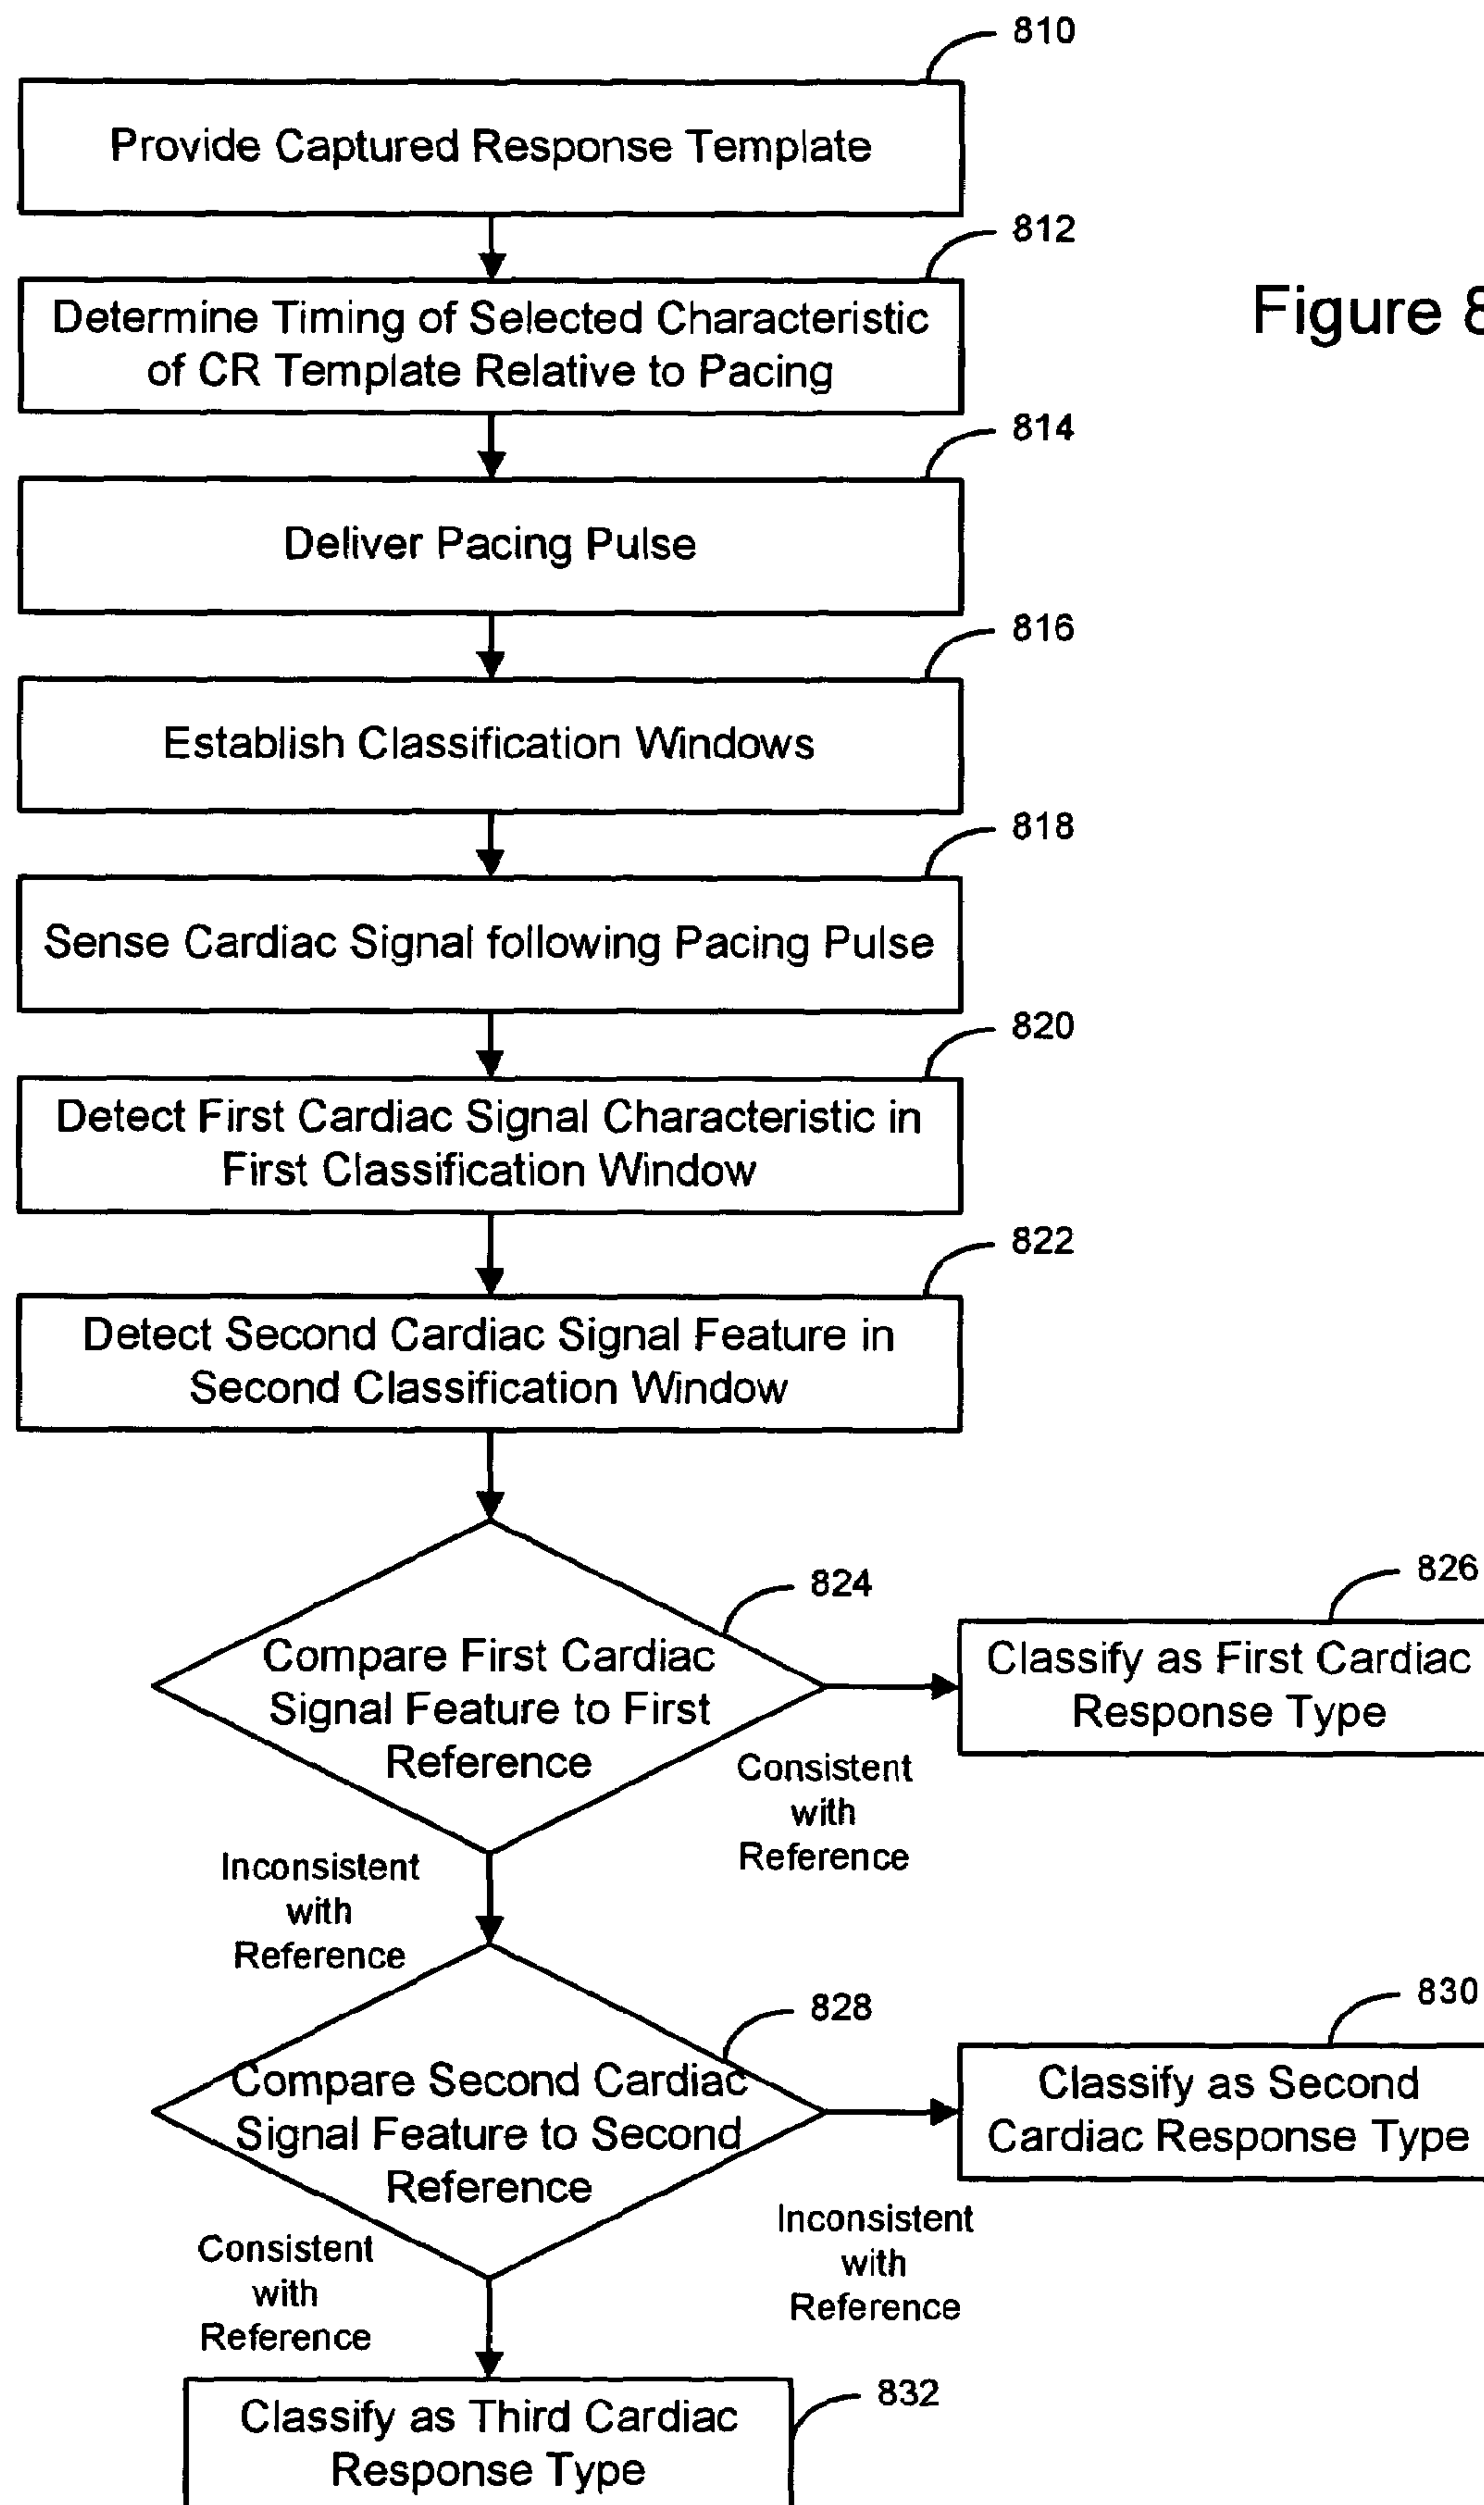 810
Provide Captured Response Template
812
Determine Timing of Selected Characteristic
of CR Template Relative to Pacing
Figure 8
814
Deliver Pacing Pulse
816
Establish Classification Windows
818
Sense Cardiac Signal following Pacing Pulse
820
Detect First Cardiac Signal Characteristic in
First Classification Window
822
Detect Second Cardiac Signal Feature in
Second Classification Window
824
Compare First Cardiac
Signal Feature to First
Reference
826
Classify as First Cardiac
Response Type
Consistent
with
Reference
Inconsistent
with
Reference
828
Compare Second Cardiac
Signal Feature to Second
Reference
830
Classify as Second
Cardiac Response Type
Inconsistent
with
Reference
Consistent
with
Reference
832
Classify as Third Cardiac
Response Type